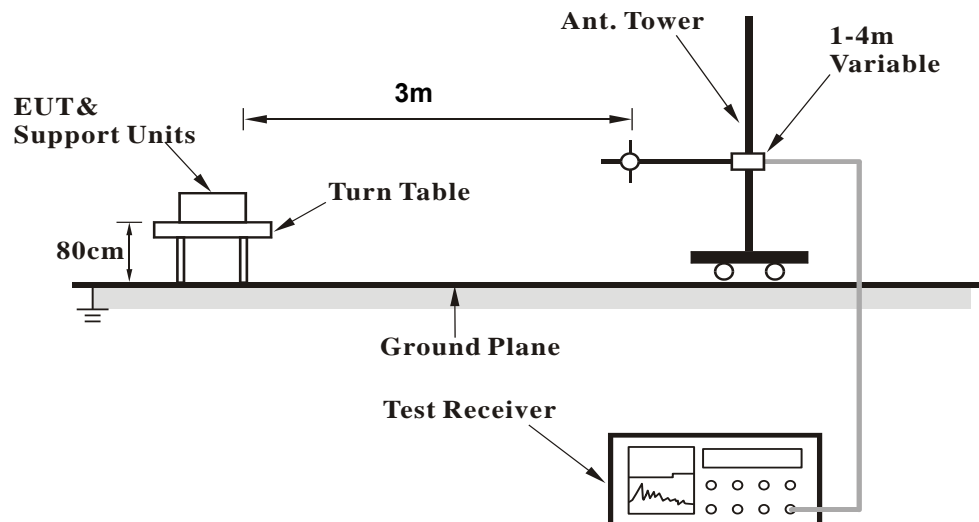 Ant. Tower
1-4m
Variable
3m
EUT&
Support Units
Turn Table
80cm
Ground Plane
Test Receiver